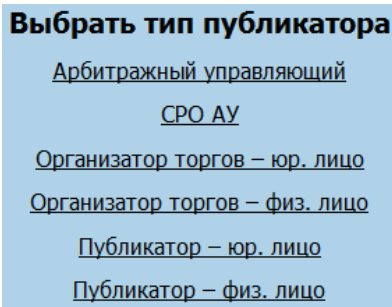 Выбрать тип публикатора
Арбитражный управляющий
СРО АУ
Организатор торгов – юр. лицо
Организатор торгов – физ. лицо
Публикатор – юр. лицо
Публикатор – физ. лицо